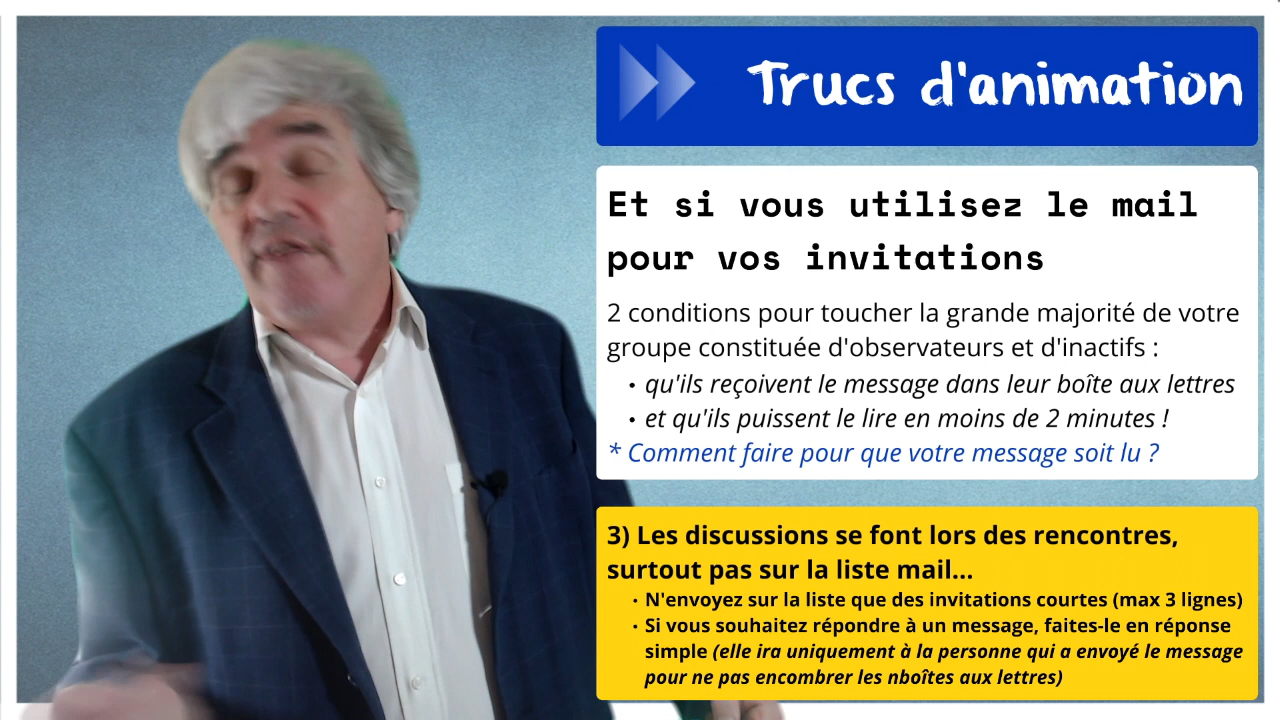 Trucs d'animation
Et si vous utilisez le mail
pour vos invitations
2 conditions pour toucher la grande majorité de votre
groupe constituée d'observateurs et d'inactifs :
• qu'ils reçoivent le message dans leur boîte aux lettres
• et qu'ils puissent le lire en moins de 2 minutes !
* Comment faire pour que votre message soit lu ?
3) Les discussions se font lors des rencontres,
surtout pas sur la liste mail...
• N'envoyez sur la liste que des invitations courtes (max 3 lignes)
• Si vous souhaitez répondre à un message, faites-le en réponse
simple (elle ira uniquement à la personne qui a envoyé le message
pour ne pas encombrer les nboîtes aux lettres)